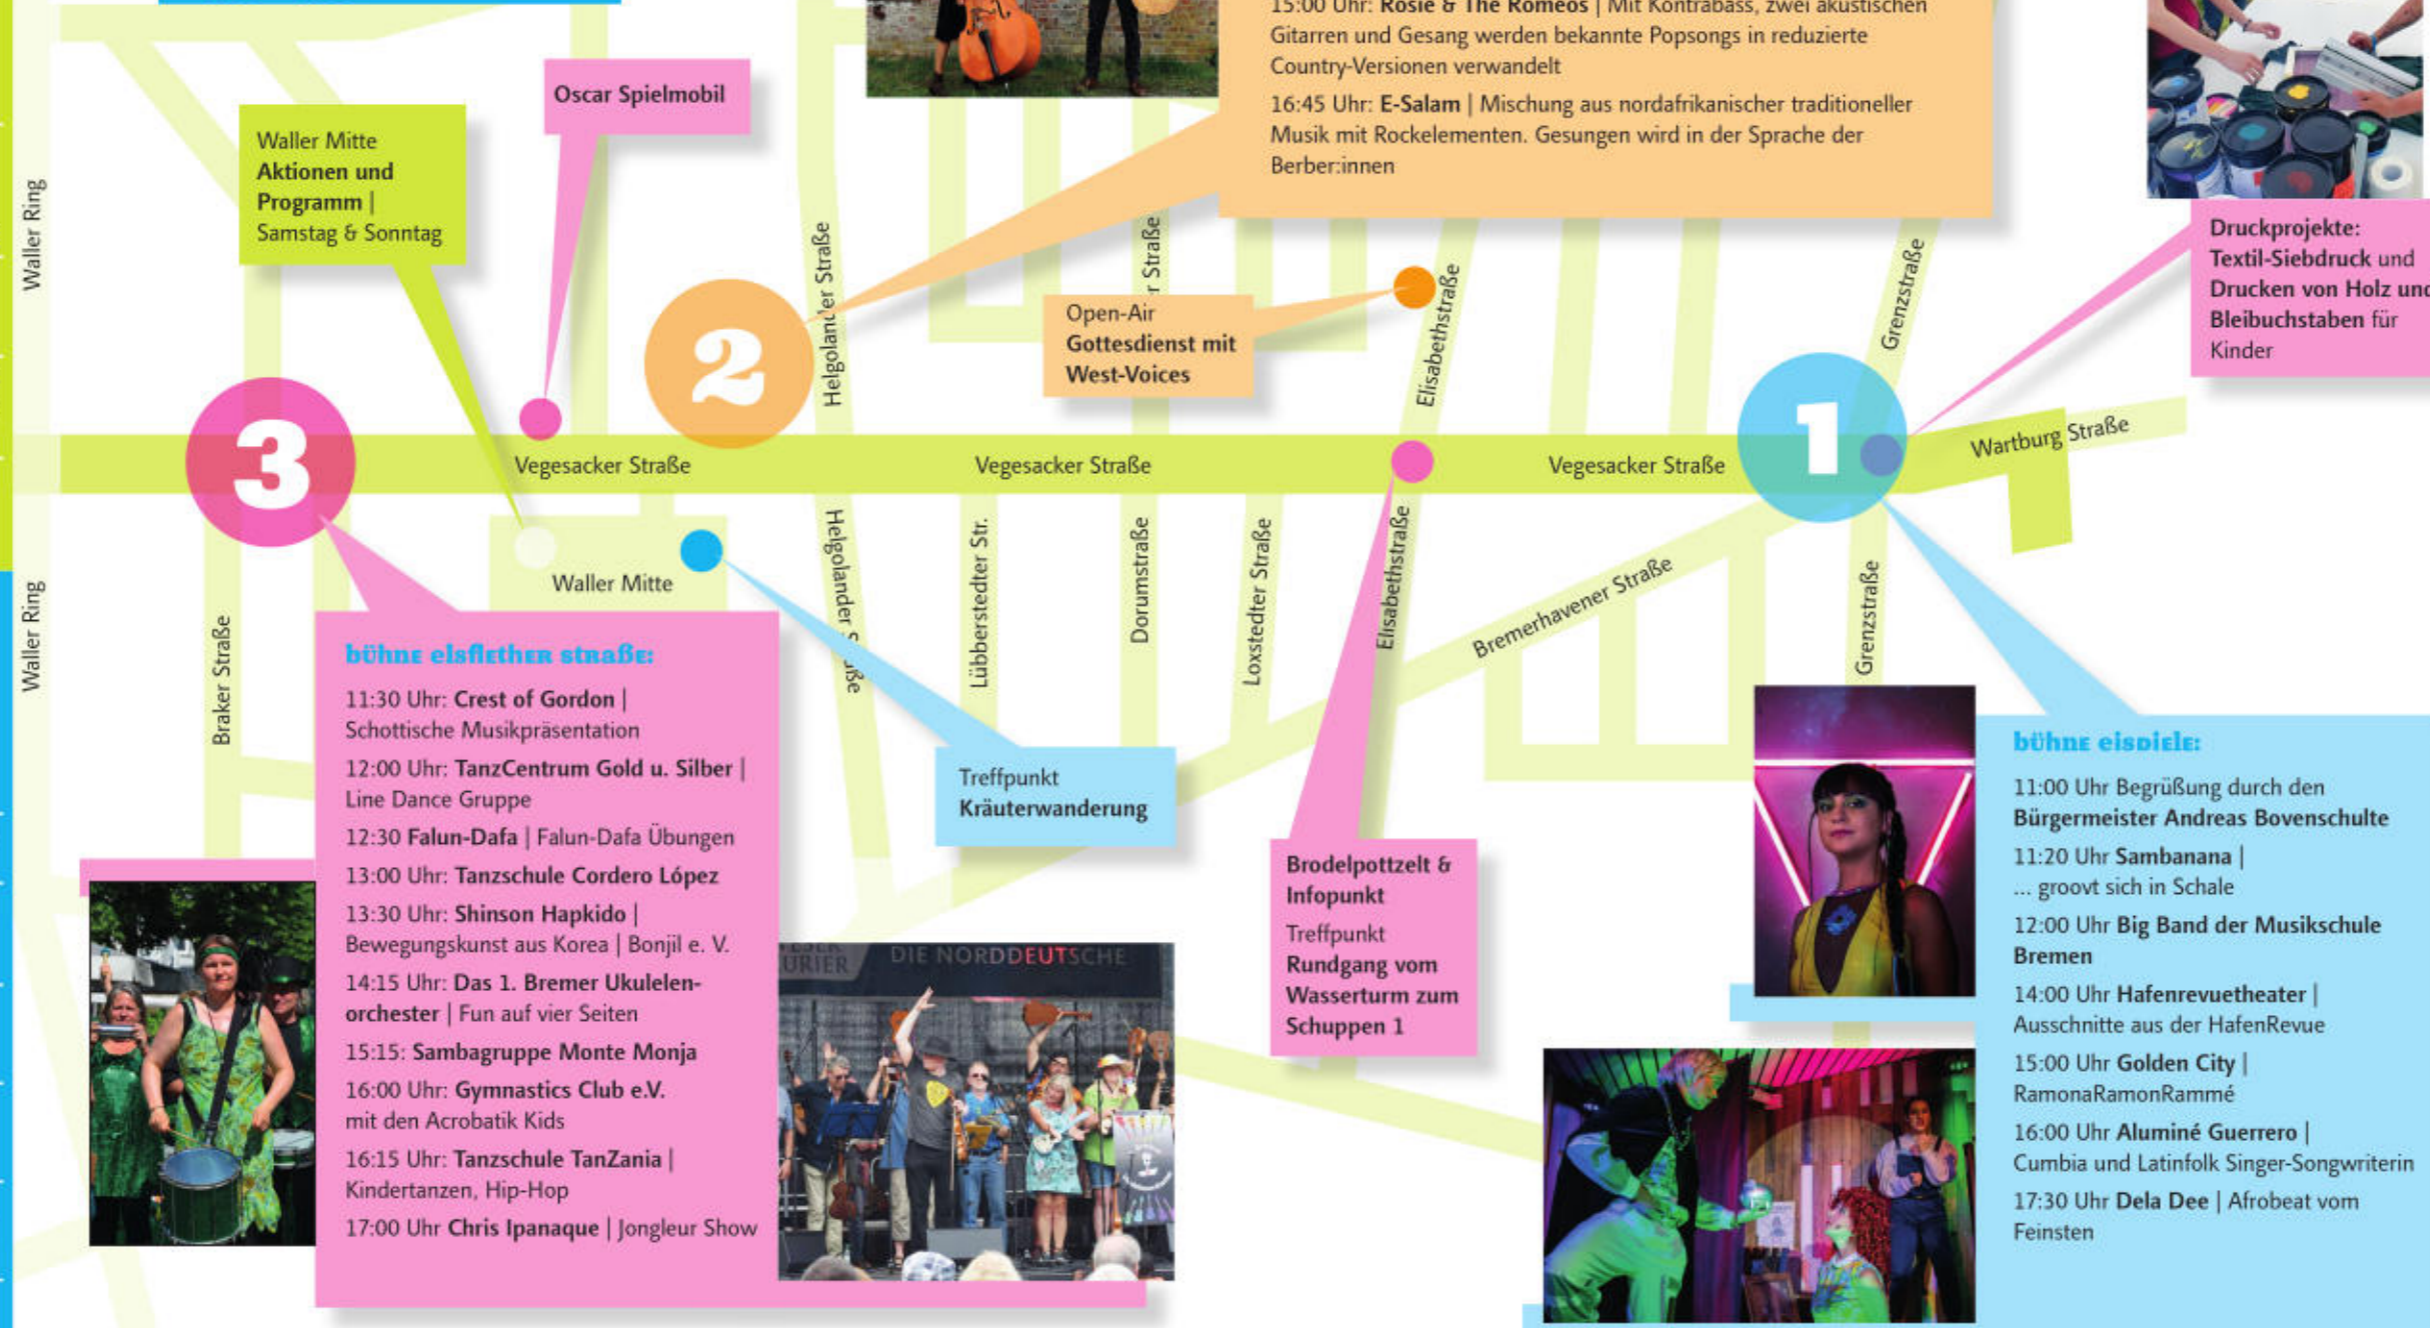 15:00 Uhr: Rosie & The Romeos | Mit Kontrabass, zwei akustischen
Gitarren und Gesang werden bekannte Popsongs in reduzierte
Country-Versionen verwandelt
16:45 Uhr: E-Salam | Mischung aus nordafrikanischer traditioneller
Musik mit Rockelementen. Gesungen wird in der Sprache der
Berber:innen
Oscar Spielmobil
Waller Mitte
Aktionen und
Programm |
Samstag & Sonntag
Waller Ring
Druckprojekte:
Textil-Siebdruck und
Drucken von Holz und
Bleibuchstaben für
Kinder
2
Helgolander Straße
Straße
Open-Air
Gottesdienst mit
West-Voices
Elisabethstraße
Grenzstraße
3
1
Vegesacker Straße
Vegesacker Straße
Vegesacker Straße
Wartburg Straße
Waller Mitte
Waller Ring
Braker Straße
Helgolander
Lübberstedter Str.
Dorumstraße
Loxstedter Straße
Elisabethstraße
Bremerhavener Straße
Grenzstraße
bühne elsflether straße:
11:30 Uhr: Crest of Gordon |
Schottische Musikpräsentation
12:00 Uhr: TanzCentrum Gold u. Silber |
Line Dance Gruppe
12:30 Falun-Dafa | Falun-Dafa Übungen
13:00 Uhr: Tanzschule Cordero López
13:30 Uhr: Shinson Hapkido |
Bewegungskunst aus Korea | Bonjil e. V.
14:15 Uhr: Das 1. Bremer Ukulelen-
orchester | Fun auf vier Seiten
15:15: Sambagruppe Monte Monja
16:00 Uhr: Gymnastics Club e.V.
mit den Acrobatik Kids
16:15 Uhr: Tanzschule TanZania |
Kindertanzen, Hip-Hop
17:00 Uhr Chris Ipanaque | Jongleur Show
Treffpunkt
Kräuterwanderung
URIER
DIE NORDDEUTSCHE
Brodelpottzelt &
Infopunkt
Treffpunkt
Rundgang vom
Wasserturm zum
Schuppen 1
bühne eisdiele:
11:00 Uhr Begrüßung durch den
Bürgermeister Andreas Bovenschulte
11:20 Uhr Sambanana |
... groovt sich in Schale
12:00 Uhr Big Band der Musikschule
Bremen
14:00 Uhr Hafenrevuetheater |
Ausschnitte aus der HafenRevue
15:00 Uhr Golden City |
RamonaRamonRammé
16:00 Uhr Aluminé Guerrero |
Cumbia und Latinfolk Singer-Songwriterin
17:30 Uhr Dela Dee | Afrobeat vom
Feinsten